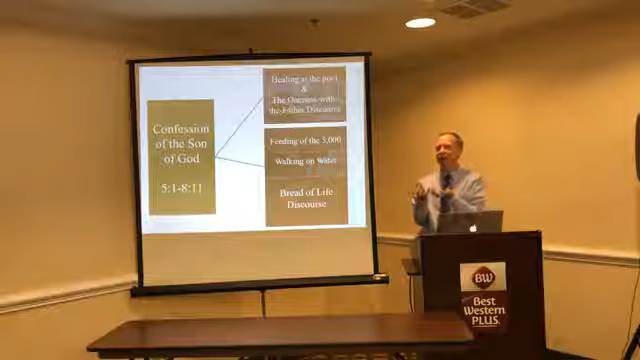 Confession
of the Son
of God
5:1-8:11
Healing at the pool
&
The Oneness-with-
the-Father Discourse
Feeding of the 5,000
Walking on Water
Bread of Life
Discourse
BW
Best
Western
PLUS.